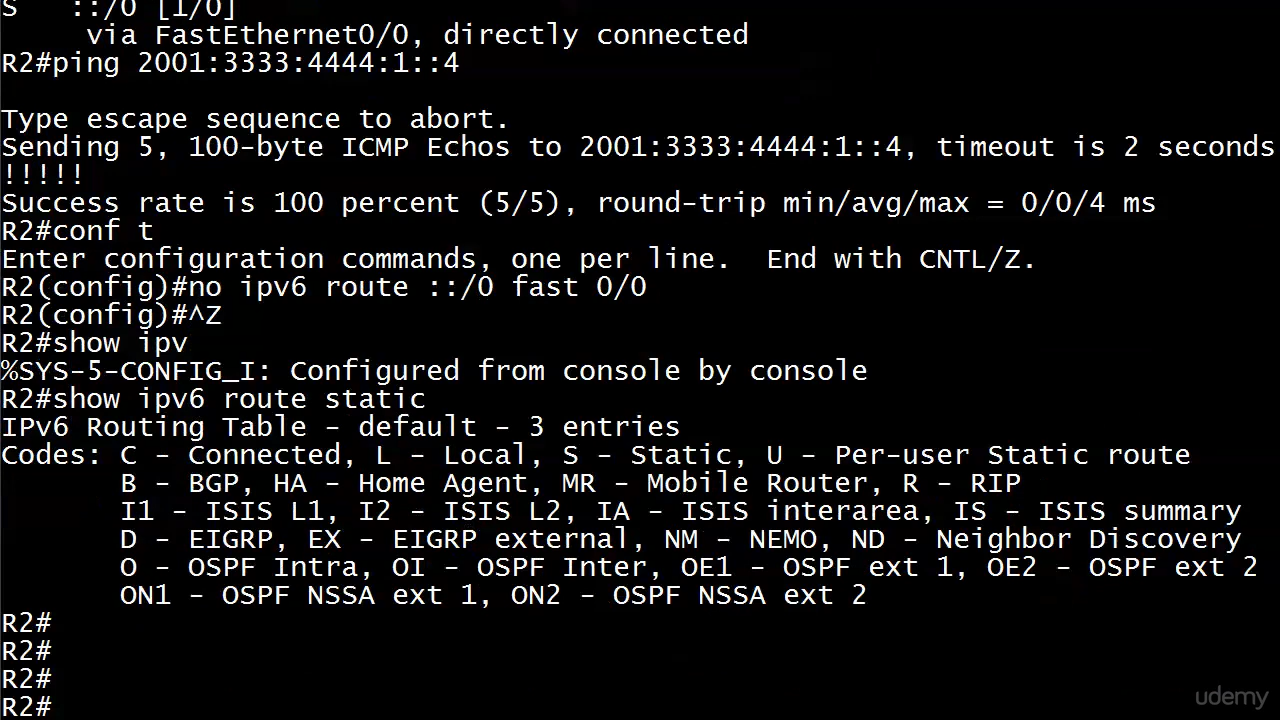 S   ::/0 [1/0]
     via FastEthernet0/0, directly connected
R2#ping 2001:3333:4444:1::4
Type escape sequence to abort.
Sending 5, 100-byte ICMP Echos to 2001:3333:4444:1::4, timeout is 2 seconds
!!!!!
Success rate is 100 percent (5/5), round-trip min/avg/max = 0/0/4 ms
R2#conf t
Enter configuration commands, one per line.  End with CNTL/Z.
R2(config)#no ipv6 route ::/0 fast 0/0
R2(config)#^Z
R2#show ipv
%SYS-5-CONFIG_I: Configured from console by console
R2#show ipv6 route static
IPv6 Routing Table - default - 3 entries
Codes: C - Connected, L - Local, S - Static, U - Per-user Static route
       B - BGP, HA - Home Agent, MR - Mobile Router, R - RIP
       I1 - ISIS L1, I2 - ISIS L2, IA - ISIS interarea, IS - ISIS summary
       D - EIGRP, EX - EIGRP external, NM - NEMO, ND - Neighbor Discovery
       O - OSPF Intra, OI - OSPF Inter, OE1 - OSPF ext 1, OE2 - OSPF ext 2
       ON1 - OSPF NSSA ext 1, ON2 - OSPF NSSA ext 2
R2#
R2#
R2#
R2#
udemy